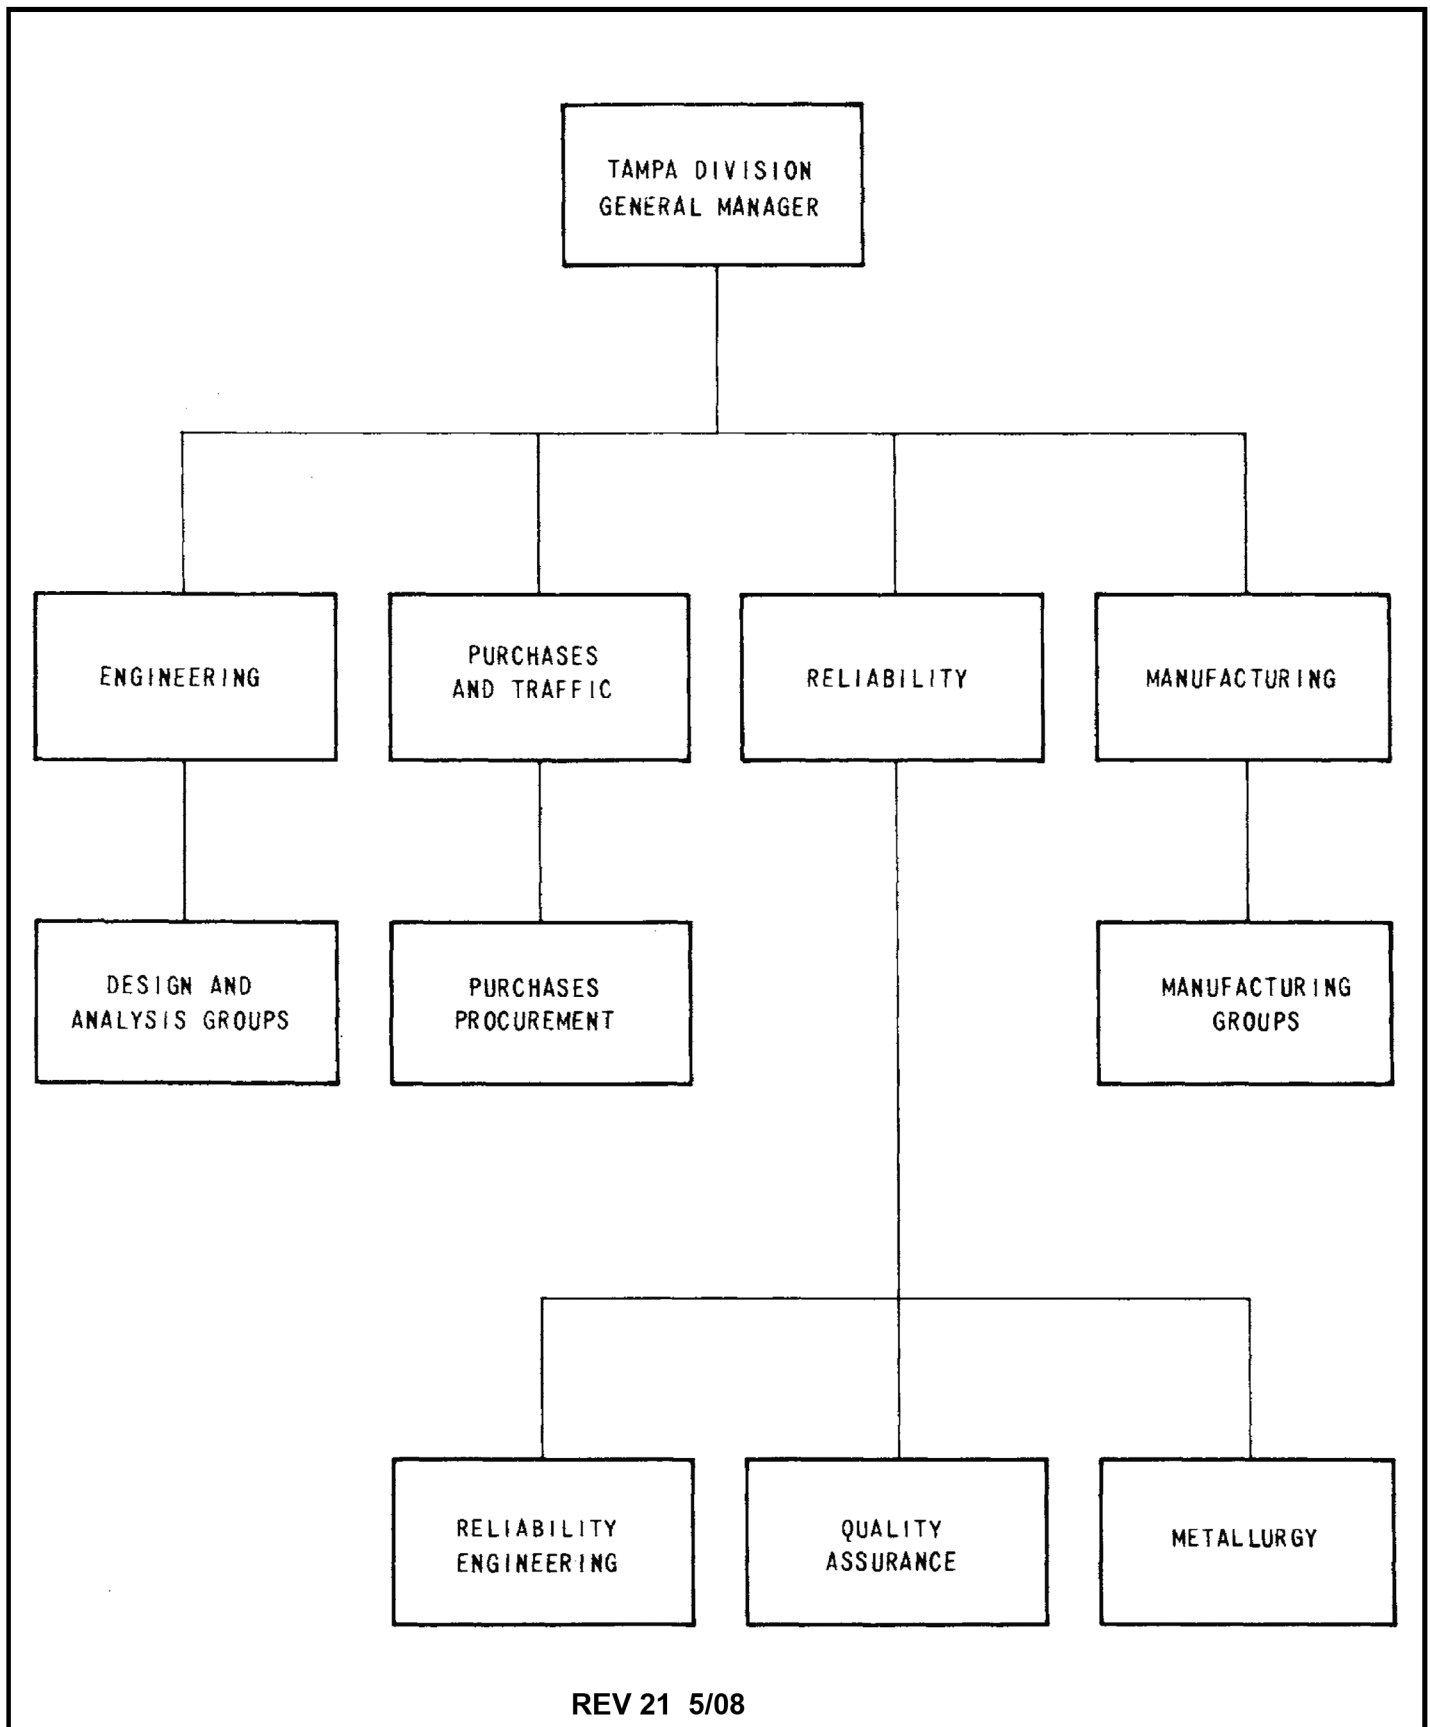 TAMPA DIVISION
GENERAL MANAGER
ENGINEERING
PURCHASES
AND TRAFFIC
RELIABILITY
MANUFACTURING
DESIGN AND
ANALYSIS GROUPS
PURCHASES
PROCUREMENT
MANUFACTURING
GROUPS
RELIABILITY
ENGINEERING
QUALITY
ASSURANCE
METALLURGY
REV 21 5/08